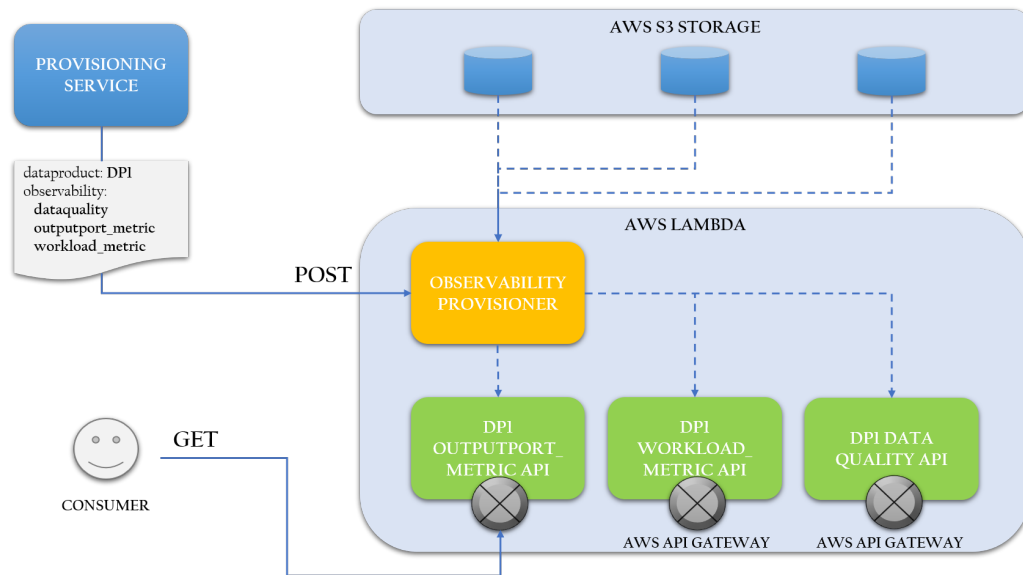 AWS S3 STORAGE
PROVISIONING
SERVICE
dataproduct: DP1
observability:
dataquality
outputport_metric
workload_metric
AWS LAMBDA
POST
OBSERVABILITY
PROVISIONER
GET
CONSUMER
DP1
OUTPUTPORT_
METRIC API
DP1
WORKLOAD_
METRIC API
DP1 DATA
QUALITY API
AWS API GATEWAY
AWS API GATEWAY